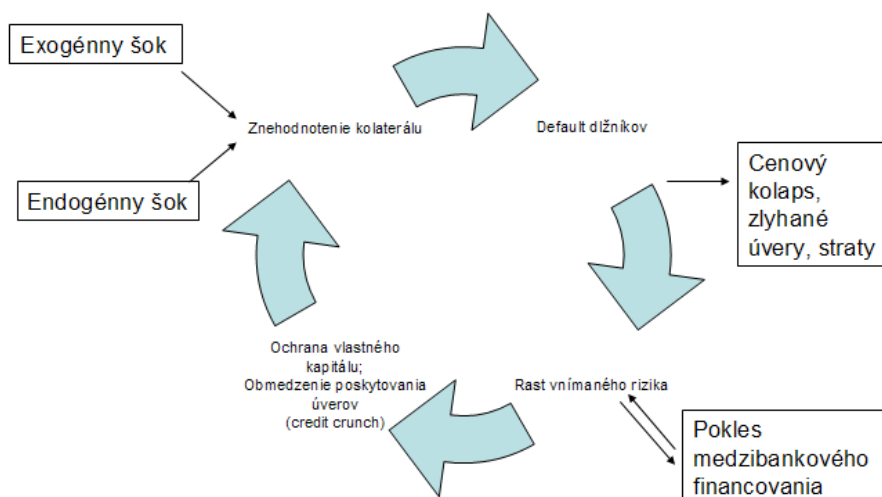 Exogénny šok
Znehodnotenie kolaterálu
Default dlžníkov
Endogénny šok
Cenový
kolaps,
zlyhané
úvery, straty
Ochrana vlastného
kapitálu;
Obmedzenie poskytovania
úverov
(credit crunch)
Rast vnímaného rizika
Pokles
medzibankového
financovania